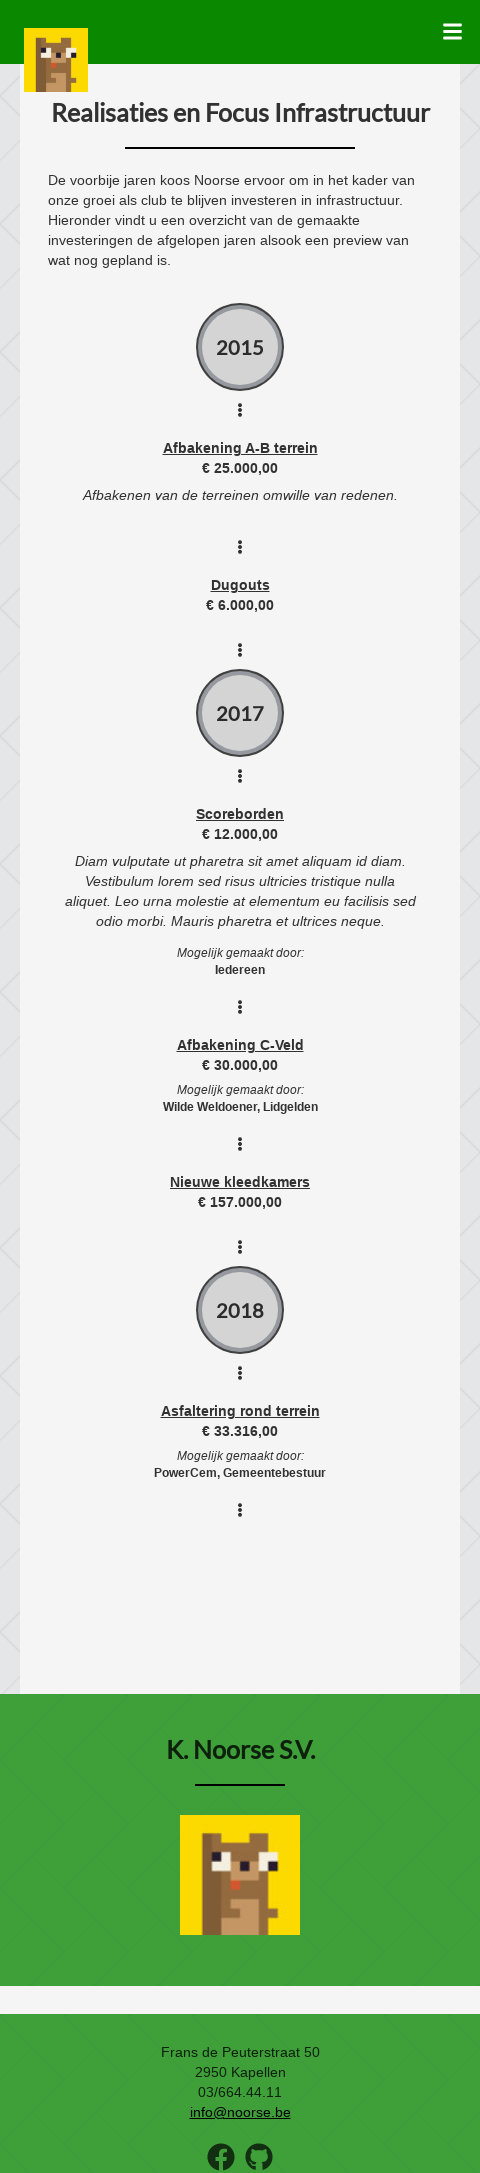 Realisaties en Focus Infrastructuur
De voorbije jaren koos Noorse ervoor om in het kader van
onze groei als club te blijven investeren in infrastructuur.
Hieronder vindt u een overzicht van de gemaakte
investeringen de afgelopen jaren alsook een preview van
wat nog gepland is.
2015
Afbakening A-B terrein
€ 25.000,00
Afbakenen van de terreinen omwille van redenen.
Dugouts
€ 6.000,00
2017
Scoreborden
€ 12.000,00
Diam vulputate ut pharetra sit amet aliquam id diam.
Vestibulum lorem sed risus ultricies tristique nulla
aliquet. Leo urna molestie at elementum eu facilisis sed
odio morbi. Mauris pharetra et ultrices neque.
Mogelijk gemaakt door:
Iedereen
Afbakening C-Veld
€ 30.000,00
Mogelijk gemaakt door:
Wilde Weldoener, Lidgelden
Nieuwe kleedkamers
€ 157.000,00
2018
Asfaltering rond terrein
€ 33.316,00
Mogelijk gemaakt door:
PowerCem, Gemeentebestuur
K. Noorse S.V.
Frans de Peuterstraat 50
2950 Kapellen
03/664.44.11
info@noorse.be